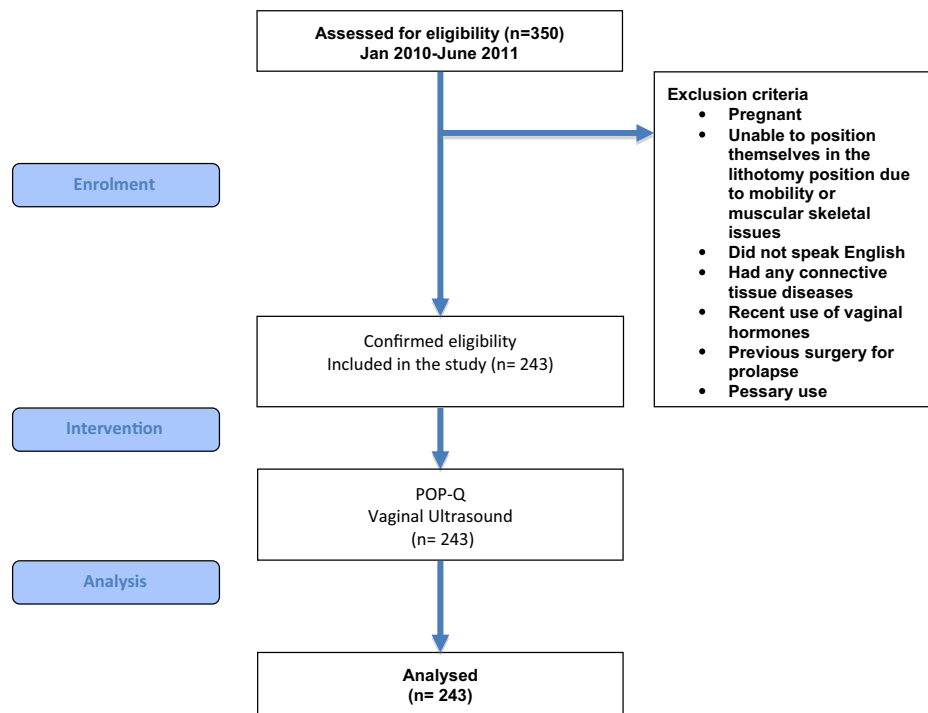 Assessed for eligibility (n=350)
Jan 2010-June 2011
Exclusion criteria
• Pregnant
• Unable to position
themselves in the
lithotomy position due
to mobility or
muscular skeletal
issues
• Did not speak English
• Had any connective
tissue diseases
• Recent use of vaginal
hormones
• Previous surgery for
prolapse
• Pessary use
Enrolment
Confirmed eligibility
Included in the study (n= 243)
Intervention
POP-Q
Vaginal Ultrasound
(n= 243)
Analysis
Analysed
(n= 243)